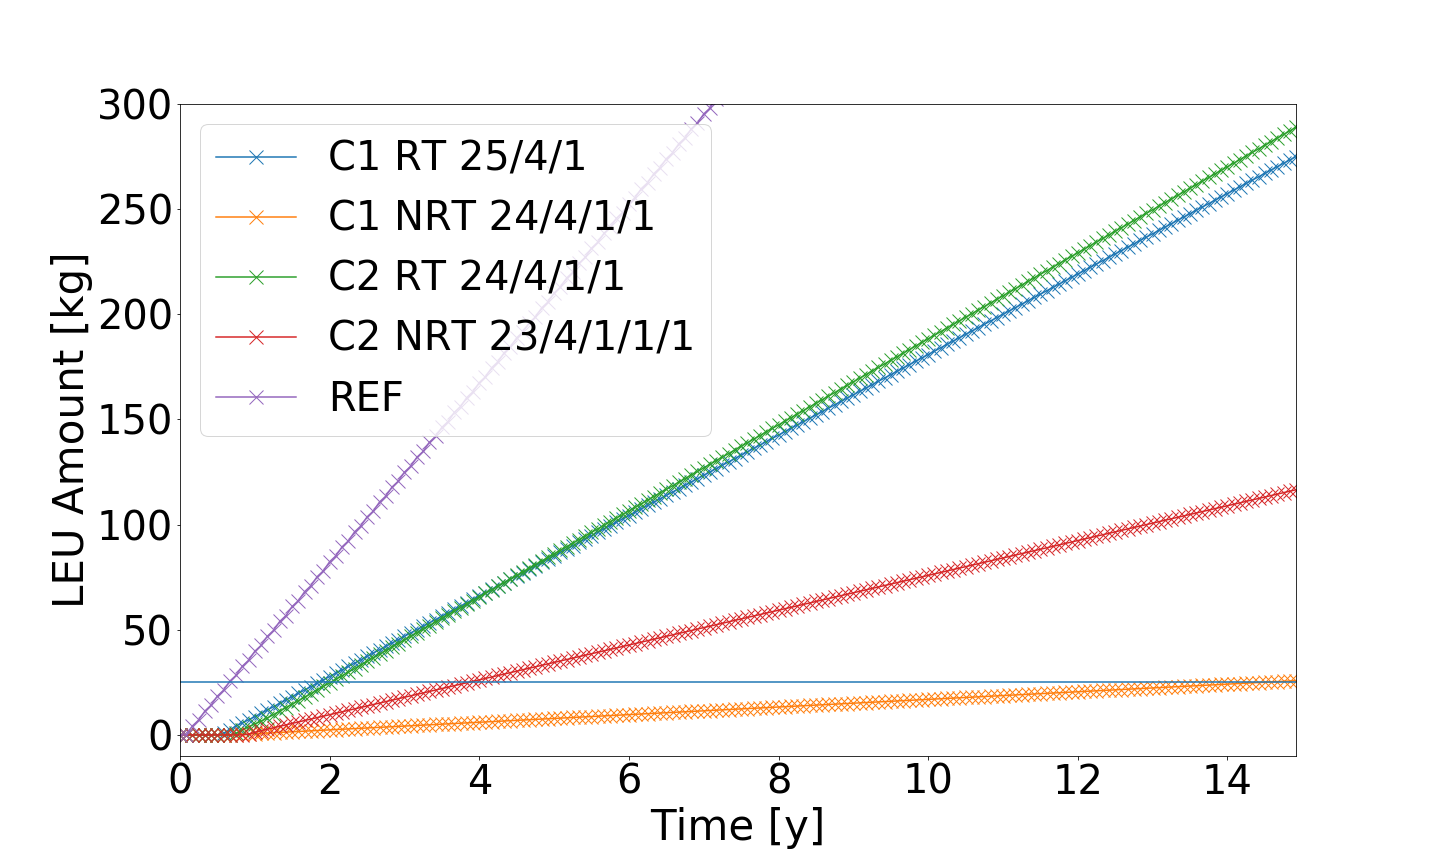 300
250
200
150
100
50
0
LEU Amount [kg]
C1 RT 25/4/1
C1 NRT 24/4/1/1
C2 RT 24/4/1/1
C2 NRT 23/4/1/1/1
REF
0 2 4 6 8 10 12 14
Time [y]